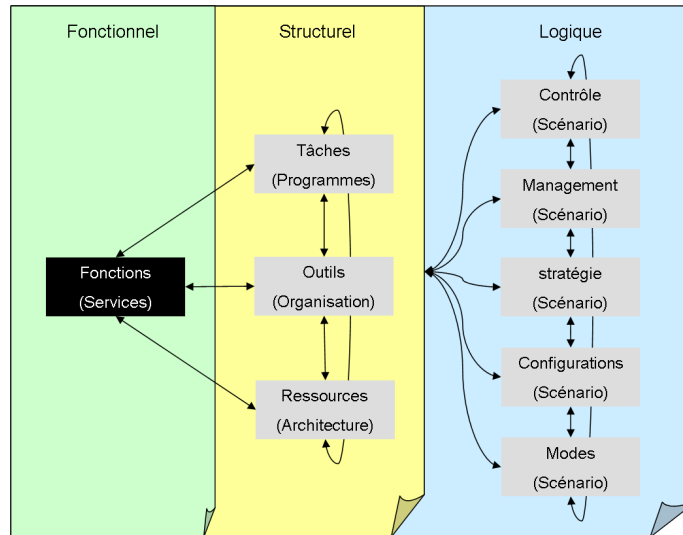 Fonctionnel
Structurel
Logique
Contrôle
(Scénario)
Tâches
(Programmes)
Management
(Scénario)
Fonctions
(Services)
Outils
(Organisation)
stratégie
(Scénario)
Configurations
(Scénario)
Ressources
(Architecture)
Modes
(Scénario)